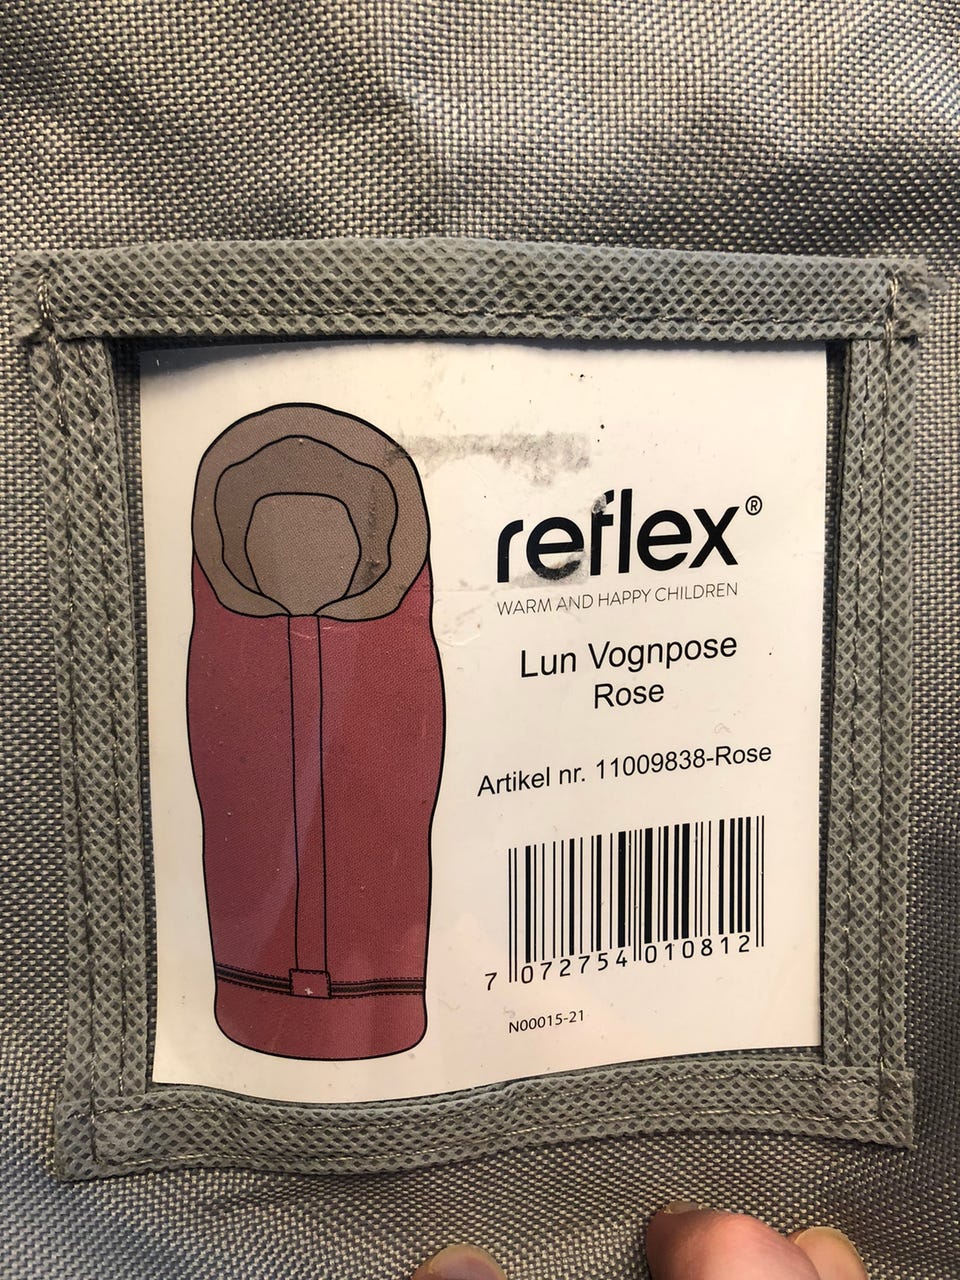 reflex®
WARM AND HAPPY CHILDREN
Lun Vognpose
Rose
Artikel nr. 11009838-Rose
7 072754 010812
N00015-21